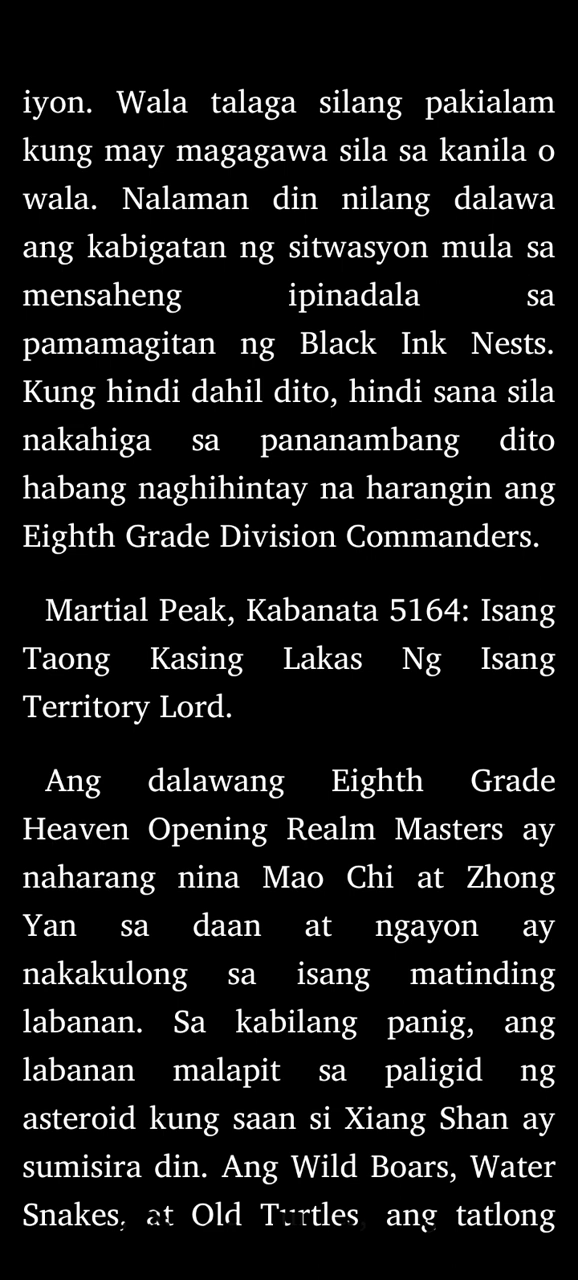 iyon. Wala talaga silang pakialam
kung may magagawa sila sa kanila o
wala. Nalaman din nilang dalawa
ang kabigatan ng sitwasyon mula sa
mensaheng ipinadala sa
pamamagitan ng Black Ink Nests.
Kung hindi dahil dito, hindi sana sila
nakahiga sa pananambang dito
habang naghihintay na harangin ang
Eighth Grade Division Commanders.
Martial Peak, Kabanata 5164: Isang
Taong Kasing Lakas Ng Isang
Territory Lord.
Ang dalawang Eighth Grade
Heaven Opening Realm Masters ay
naharang nina Mao Chi at Zhong
Yan sa daan at ngayon ay
nakakulong sa isang matinding
labanan. Sa kabilang panig, ang
labanan malapit sa paligid ng
asteroid kung saan si Xiang Shan ay
sumisira din. Ang Wild Boars, Water
Snakes, at Old Turtles, ang tatlong